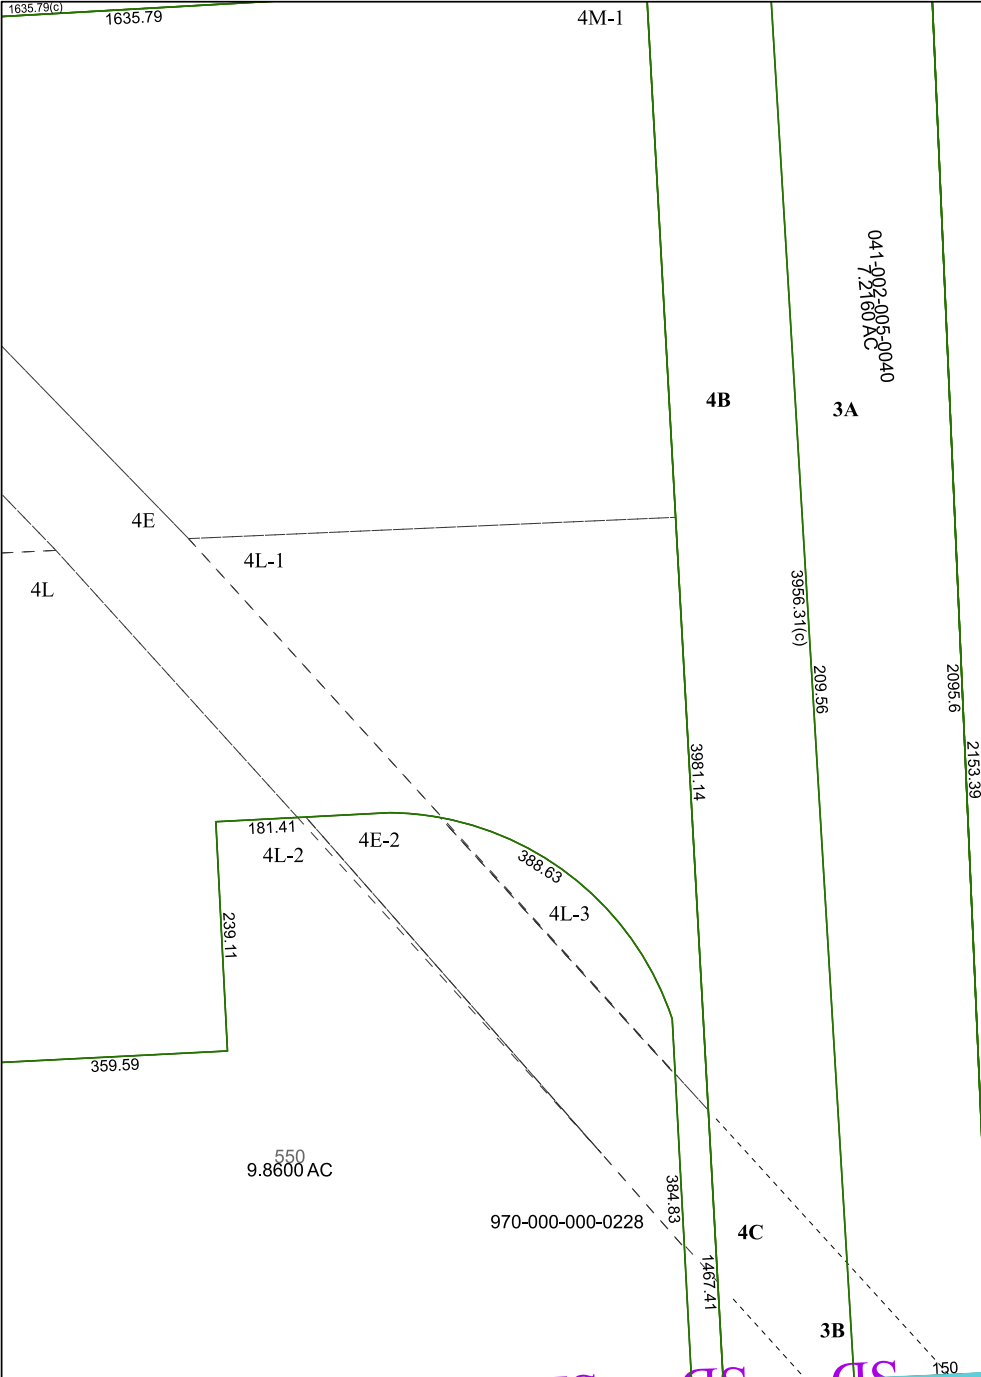 1635.79(c)
1635.79
4M-1
041-002-005-0040
7.2160 AC
4B
3A
4E
4L-1
4L
3956.31(c)
209.56
2095.6
3981.14
2153.39
181.41
4E-2
4L-2
388.63
4L-3
239.11
359.59
550
9.8600 AC
384.83
970-000-000-0228
4C
1467.41
3B
150